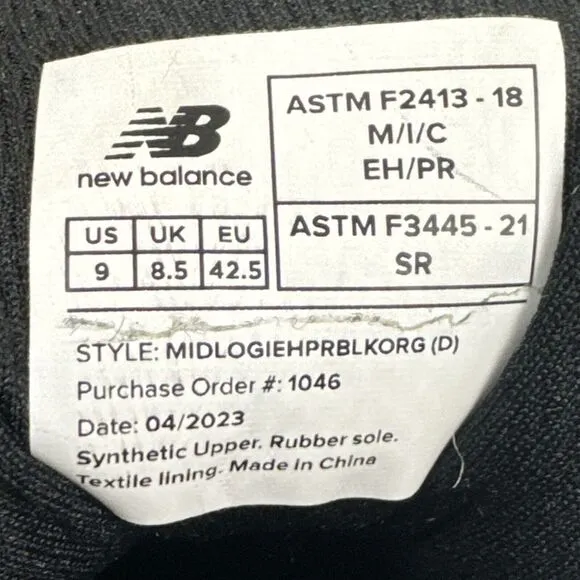 NB
new balance
US UK EU
9 8.5 42.5
ASTM F2413 - 18
M/I/C
EH/PR
ASTM F3445 - 21
SR
STYLE: MIDLOGIEHPRBLKORG (D)
Purchase Order #: 1046
Date: 04/2023
Synthetic Upper. Rubber sole.
Textile lining. Made in China